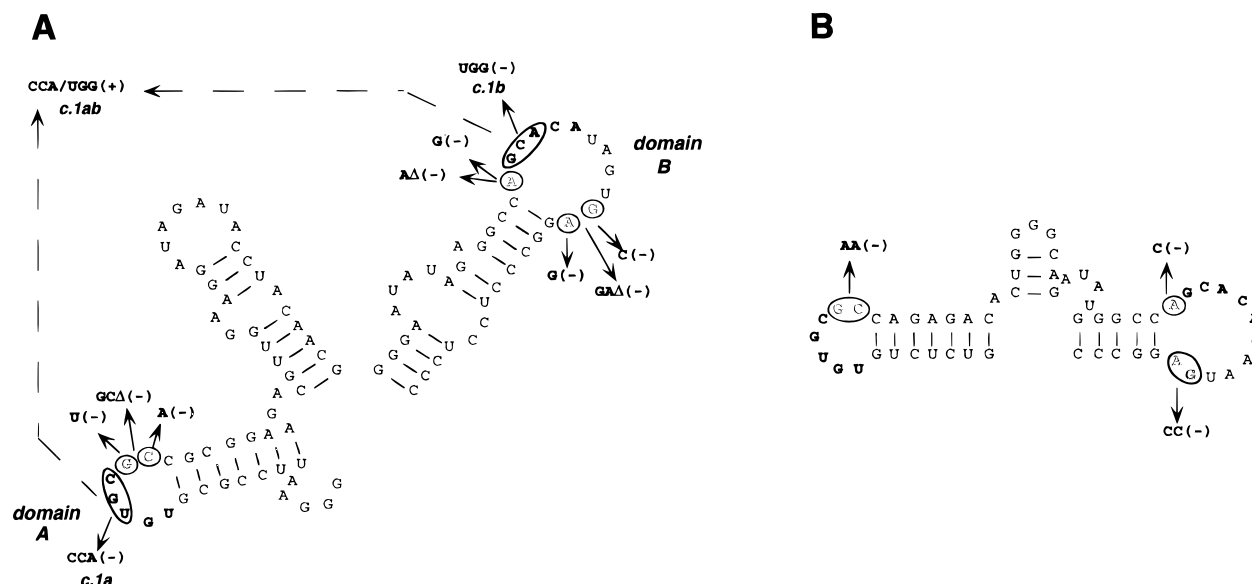 A
B
UGG(-)
c.1b
CCA/UGG(+)
c.1ab
G(-)
AΔ(-)
domain
B
C(-)
G(-)
GAΔ(-)
GCΔ(-)
U(-)
A(-)
domain
A
CCA(-)
c.1a
G C A C A U A G U
A G A
G A U A
A U A G G A A G
C C U A C A A C G
G G U U G C
A U A U A A G G G
A G A G G C C
G G C C C U C C U C C C G
G C C G C G G A G A
C G U G U G C G C C U
A U A A G G G
AA(-)
C(-)
CC(-)
C G C C A G A G A C A
G U G U G U C U C U G
C U G G G G C A G
A U A U G G C C A G C A C A
C C C G G A G U A A